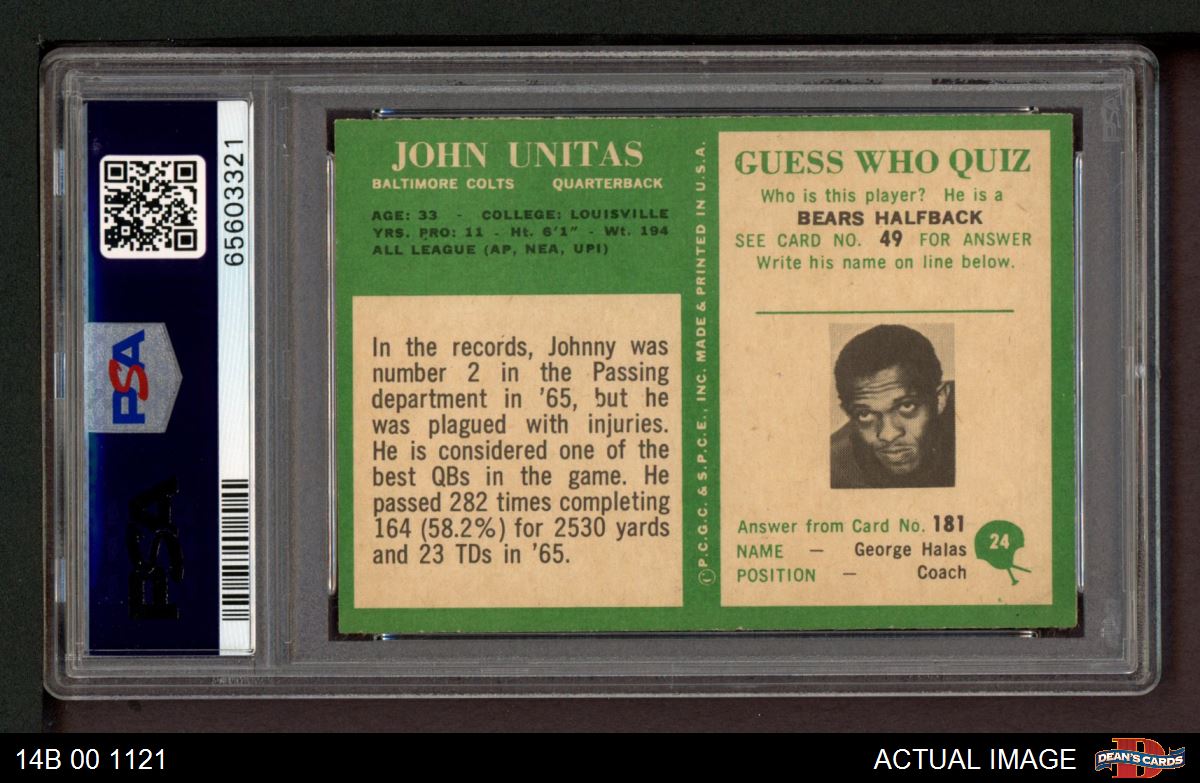 65603321
PSA
PSA
JOHN UNITAS
BALTIMORE COLTS QUARTERBACK
AGE: 33 - COLLEGE: LOUISVILLE
YRS. PRO: 11 - Ht. 6'1" - Wt. 194
ALL LEAGUE (AP, NEA, UPI)
In the records, Johnny was
number 2 in the Passing
department in '65, but he
was plagued with injuries.
He is considered one of the
best QBs in the game. He
passed 282 times completing
164 (58.2%) for 2530 yards
and 23 TDs in '65.
©P.C.G.C. & S.P.C.E., INC. MADE & PRINTED IN U.S.A.
GUESS WHO QUIZ
Who is this player? He is a
BEARS HALFBACK
SEE CARD NO. 49 FOR ANSWER
Write his name on line below.
Answer from Card No. 181
NAME — George Halas
POSITION — Coach
24
14B 00 1121
ACTUAL IMAGE
DEAN'S CARDS